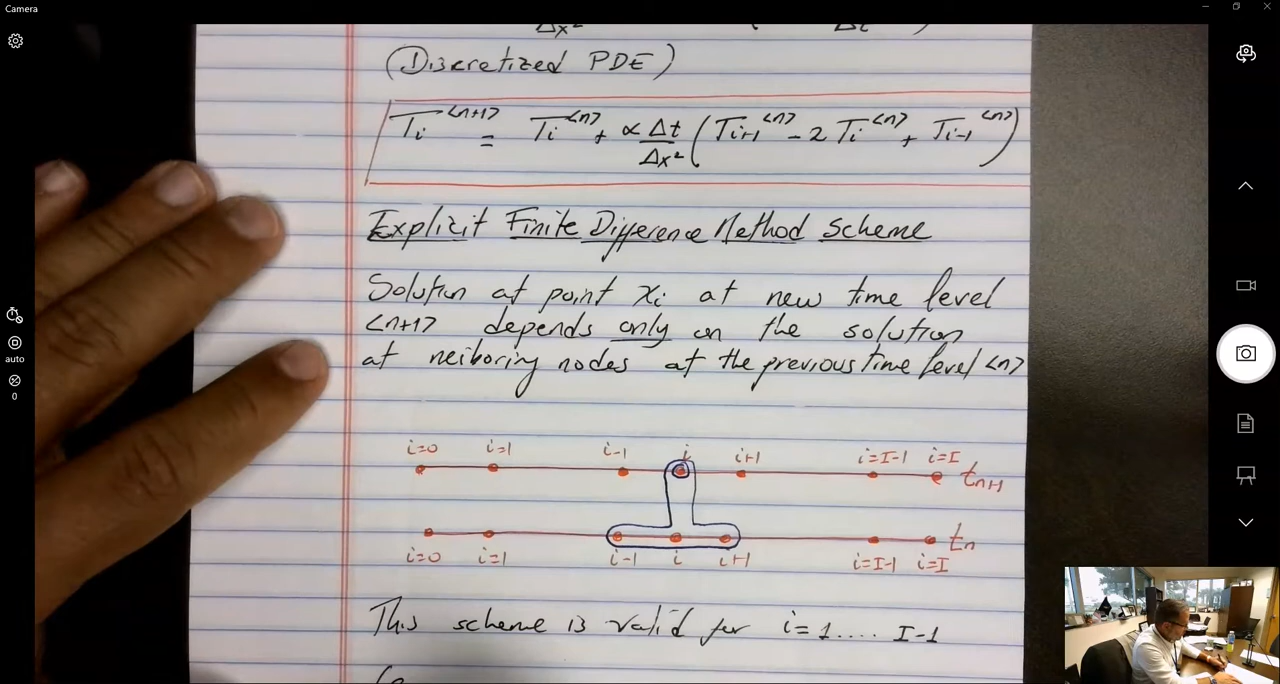 Camera
Δx² Δt )
(Discretized PDE)
Ti<n+1> = Ti<n> + αΔt/Δx² (Ti+1<n> - 2Ti<n> + Ti-1<n>)
Explicit Finite Difference Method Scheme
Solution at point xi at new time level
<n+1> depends only on the solution
at neiboring nodes at the previous time level <n>
auto
0
i=0 i=1 i-1 i i+1 i=I-1 i=I tn+1
tn
i=0 i=1 i-1 i i+1 i=I-1 i=I
This scheme is valid for i=1.... I-1